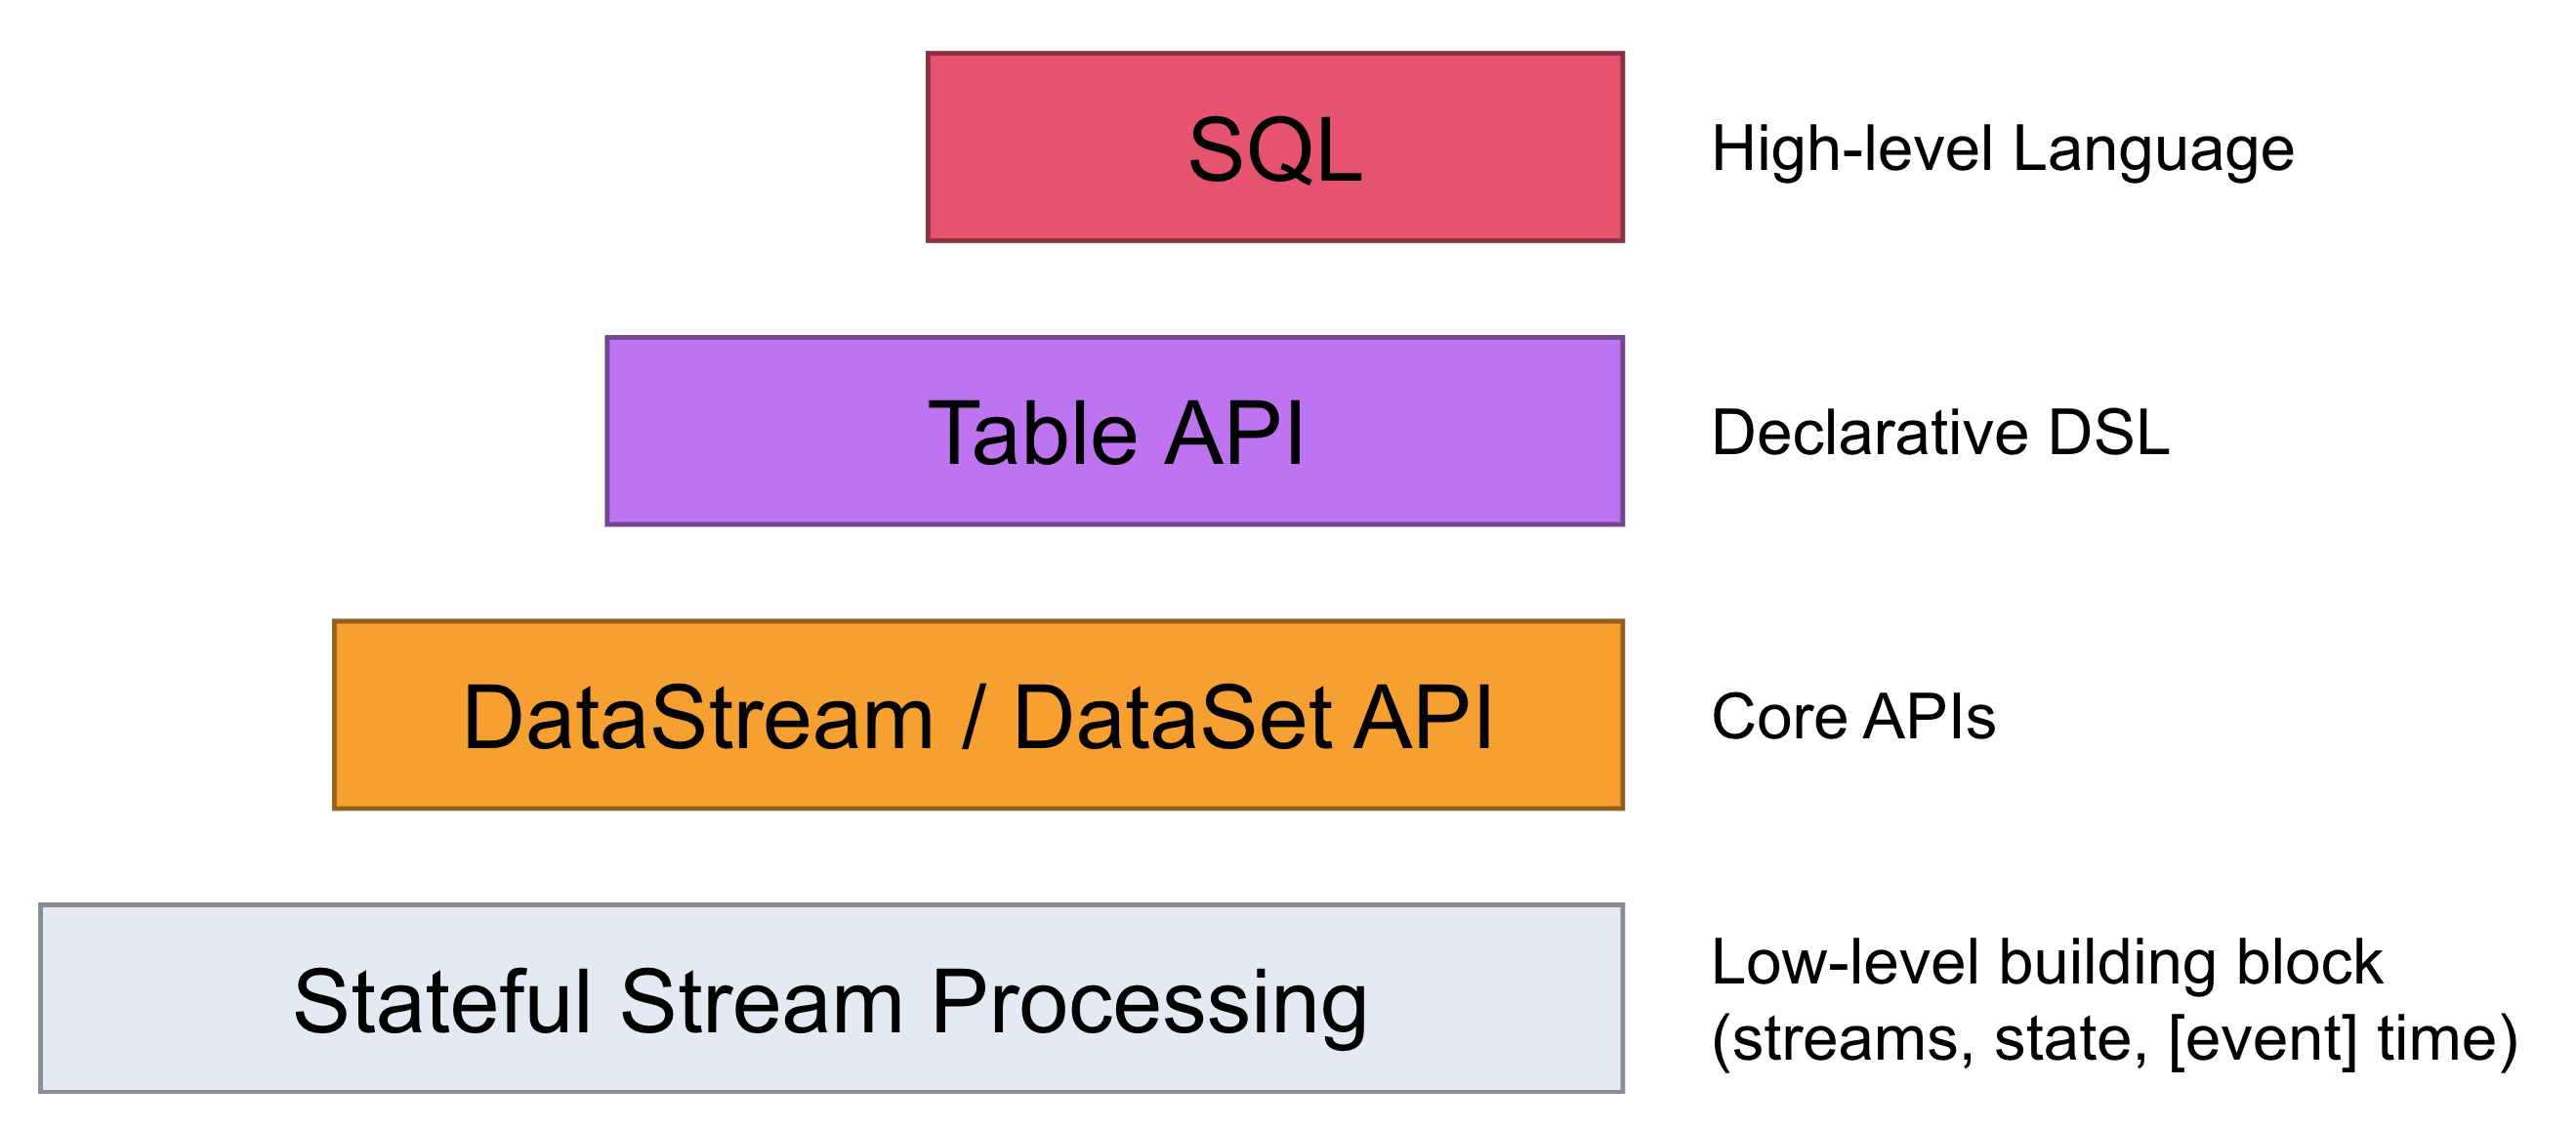 SQL
High-level Language
Table API
Declarative DSL
DataStream / DataSet API
Core APIs
Stateful Stream Processing
Low-level building block
(streams, state, [event] time)